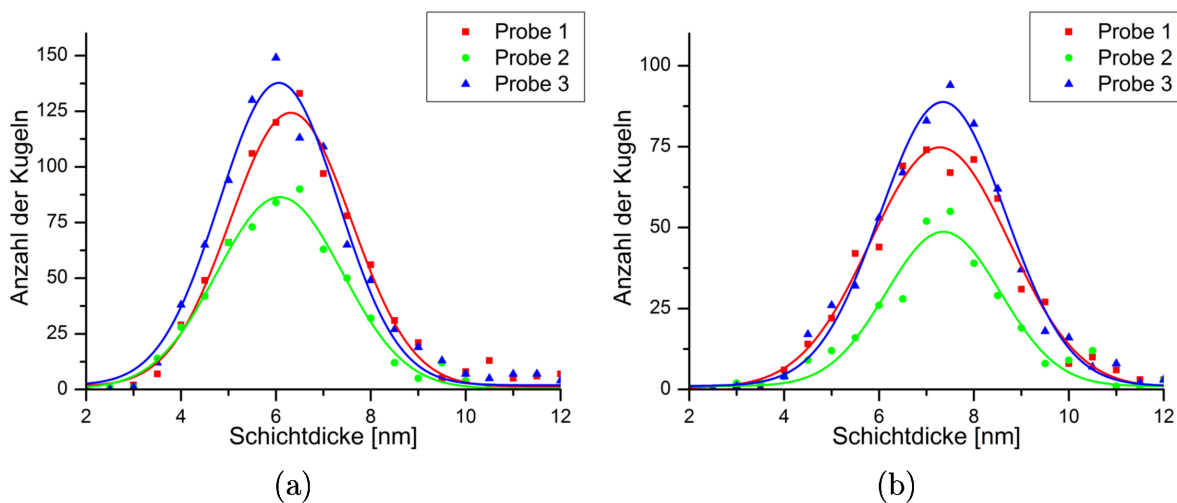 Probe 1
Probe 2
Probe 3
150
125
100
75
50
25
0
Anzahl der Kugeln
2 4 6 8 10 12
Schichtdicke [nm]
(a)
Probe 1
Probe 2
Probe 3
100
75
50
25
0
Anzahl der Kugeln
2 4 6 8 10 12
Schichtdicke [nm]
(b)